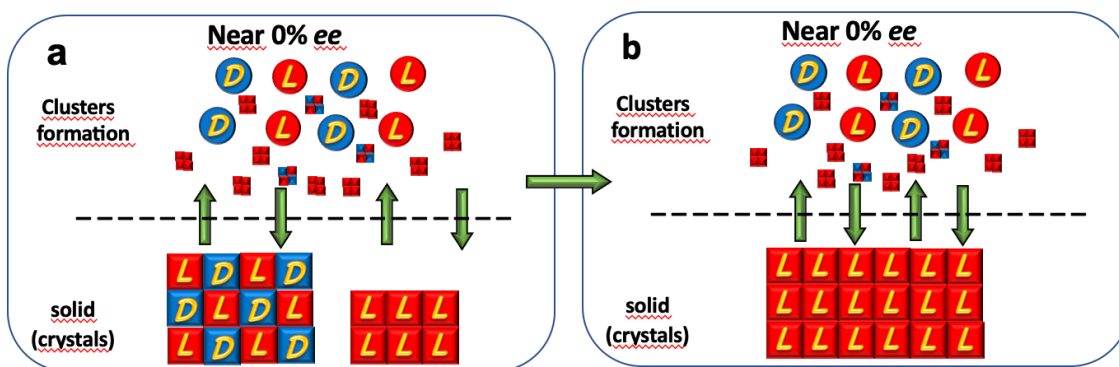 a
Near 0% ee
D L D L
Clusters
formation
D L D L
L D L D
D L D L
L D L D
L L L
L L L
solid
(crystals)
b
Near 0% ee
D L D L
Clusters
formation
D L D L
L L L L L L
L L L L L L
L L L L L L
solid
(crystals)